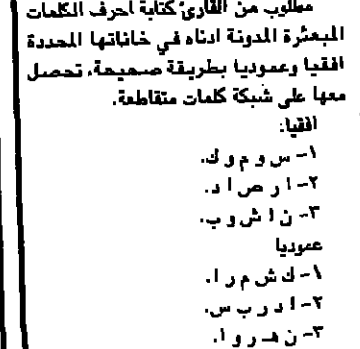 مطلوب من القارئ كتابة احرف الكلمات
المبعثرة المدونة ادناه في خاناتها المحددة
افقيا وعموديا بطريقة صحيحة، تحصل
معها على شبكة كلمات متقاطعة.
افقيا:
١- س و م و ك.
٢- ا ر ص ا د.
٣- ن ا ش و ب.
عموديا
١- ك ش م ر ا.
٢- ا د ر ب س.
٣- ن هـ ر و ا.